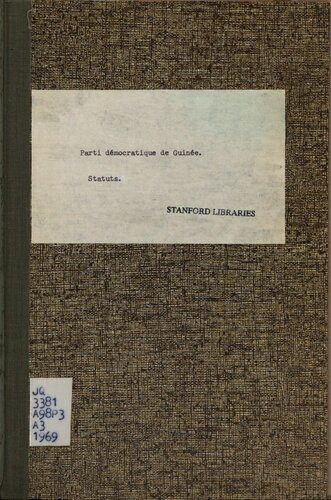 Parti démocratique de Guinée.
Statuts.
STANFORD LIBRARIES
JQ
3381
A98P3
A3
1969